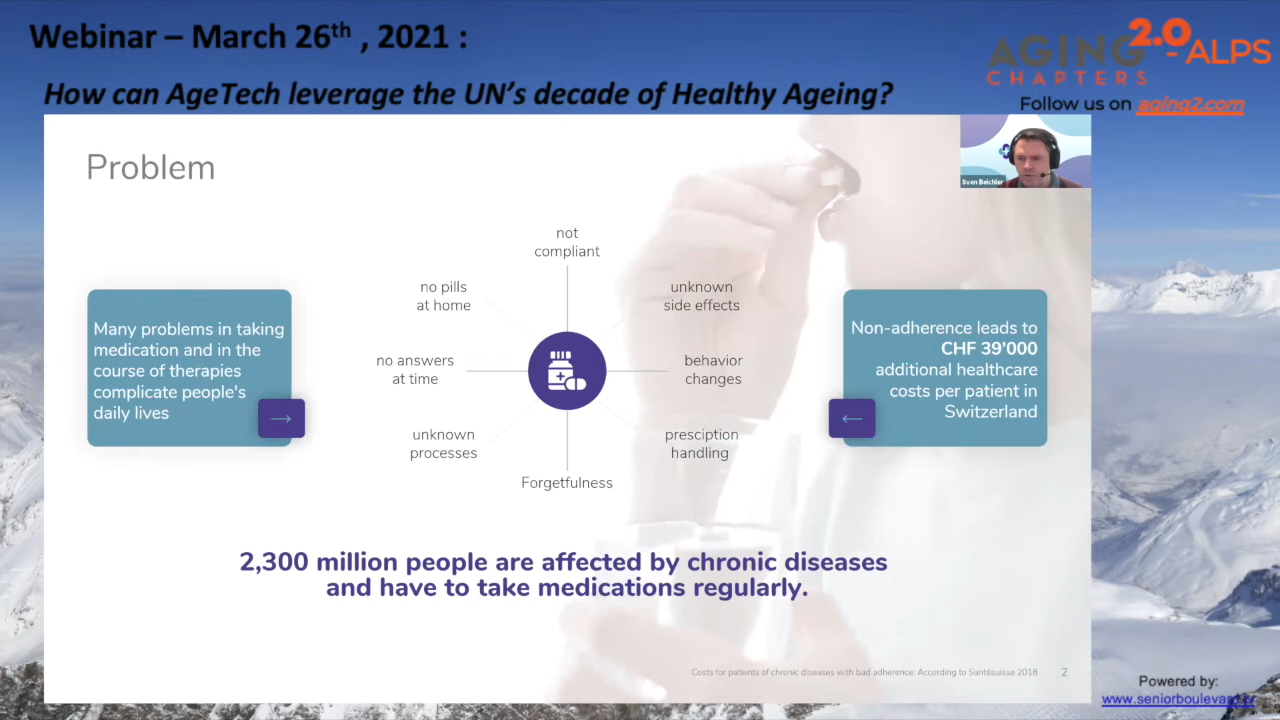 Webinar – March 26th , 2021 :
How can AgeTech leverage the UN's decade of Healthy Ageing?
AGING 2.0 - ALPS
CHAPTERS
Follow us on aging2.com
Problem
Sven Beichler
not
compliant
no pills
at home
unknown
side effects
Many problems in taking
medication and in the
course of therapies
complicate people's
daily lives
→
no answers
at time
behavior
changes
Non-adherence leads to
CHF 39'000
additional healthcare
costs per patient in
Switzerland
←
unknown
processes
presciption
handling
Forgetfulness
2,300 million people are affected by chronic diseases
and have to take medications regularly.
Costs for patients of chronic diseases with bad adherence: According to Santésuisse 2018 2
Powered by: